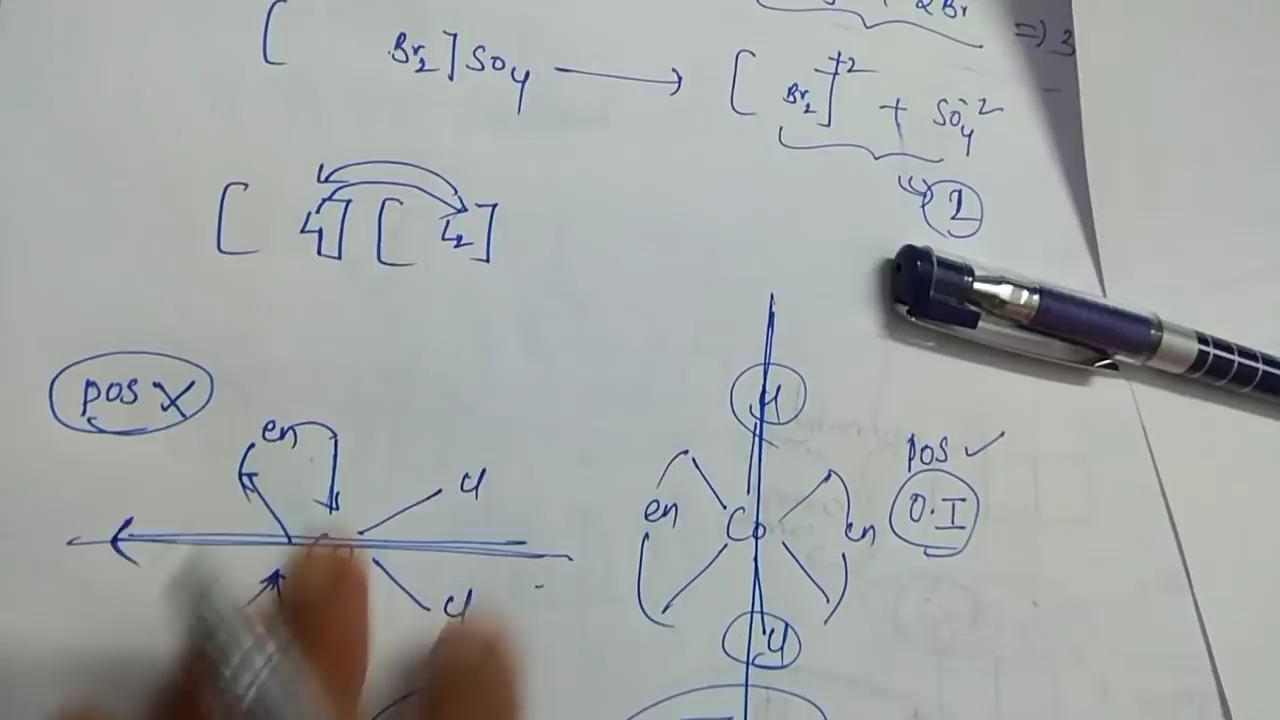 2Br
=) 3
[ Br2] SO4 ⟶ [ Br2]+2 + SO4-2
2
[ L1] [ L2]
pos X
en
Cl
Cl
Cl
en Co en
Cl
pos ✓
O.I